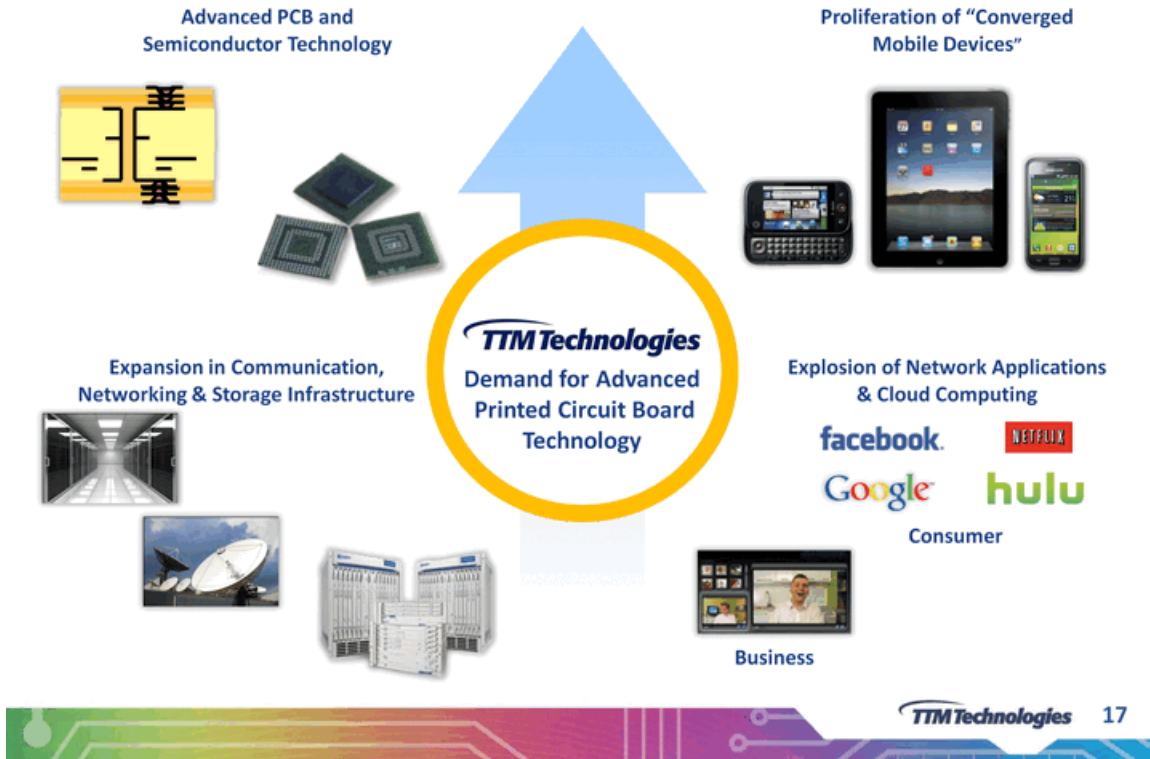 Advanced PCB and
Semiconductor Technology
Proliferation of “Converged
Mobile Devices”
TTM Technologies
Demand for Advanced
Printed Circuit Board
Technology
Expansion in Communication,
Networking & Storage Infrastructure
Explosion of Network Applications
& Cloud Computing
facebook.
NETFLIX
Google
hulu
Consumer
Business
TTM Technologies
17